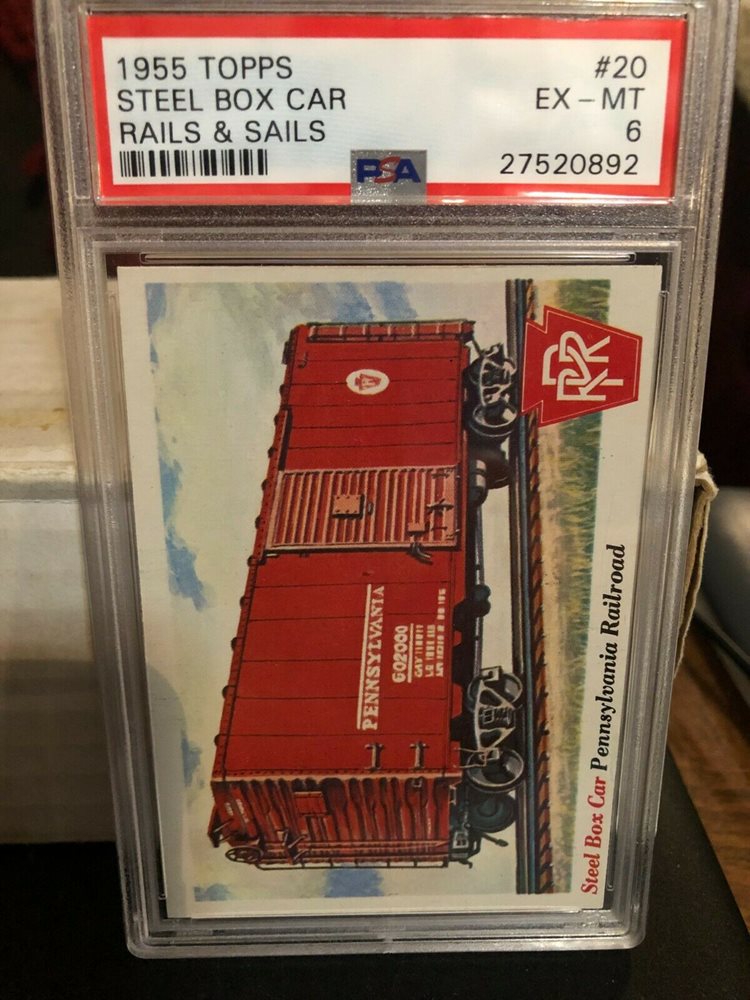 1955 TOPPS #20
STEEL BOX CAR EX - MT
RAILS & SAILS 6
27520892
PSA
PRR
PENNSYLVANIA
602000
Steel Box Car Pennsylvania Railroad